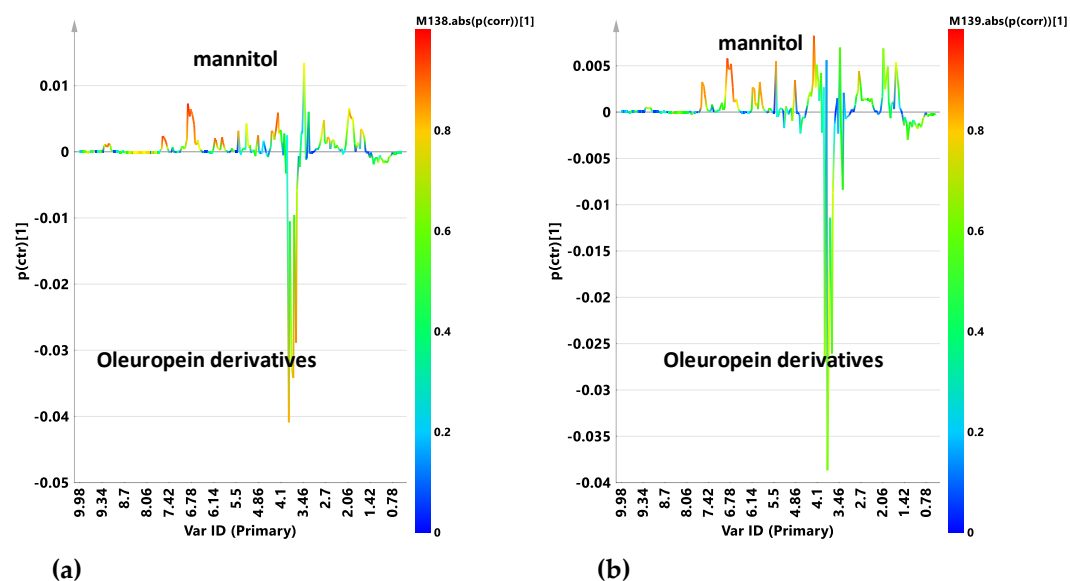 M138.abs(p(corr))[1]
mannitol
0.01
0
-0.01
-0.02
-0.03
-0.04
-0.05
p(ctr)[1]
Oleuropein derivatives
9.98 9.34 8.7 8.06 7.42 6.78 6.14 5.5 4.86 4.1 3.46 2.7 2.06 1.42 0.78
Var ID (Primary)
0.8
0.6
0.4
0.2
0
(a)
M139.abs(p(corr))[1]
mannitol
0.005
0
-0.005
-0.01
-0.015
-0.02
-0.025
-0.03
-0.035
-0.04
p(ctr)[1]
Oleuropein derivatives
9.98 9.34 8.7 8.06 7.42 6.78 6.14 5.5 4.86 4.1 3.46 2.7 2.06 1.42 0.78
Var ID (Primary)
0.8
0.6
0.4
0.2
0
(b)